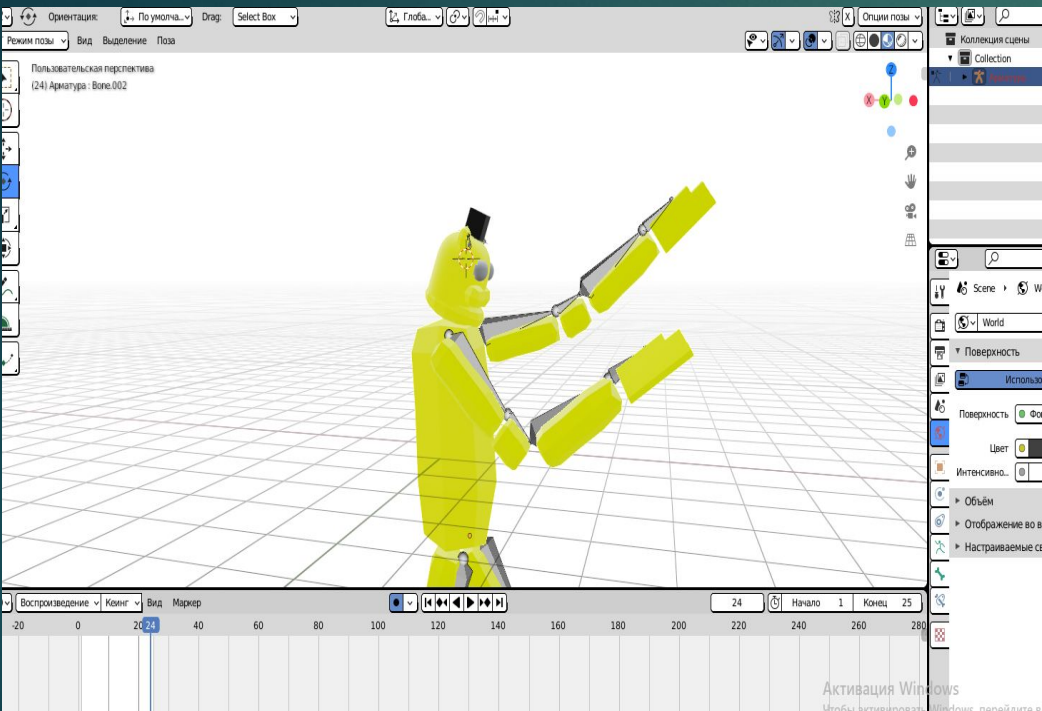 Ориентация: По умолча... Drag: Select Box Глоба... X Опции позы
Режим позы Вид Выделение Поза
Пользовательская перспектива
(24) Арматура : Bone.002
Z
X Y
Коллекция сцены
Collection
Scene
World
Поверхность
Поверхность
Цвет
Интенсивно...
Объём
Воспроизведение Кеинг Вид Маркер 24 Начало 1 Конец 25
-20 0 20 24 40 60 80 100 120 140 160 180 200 220 240 260 280
Активация Windows